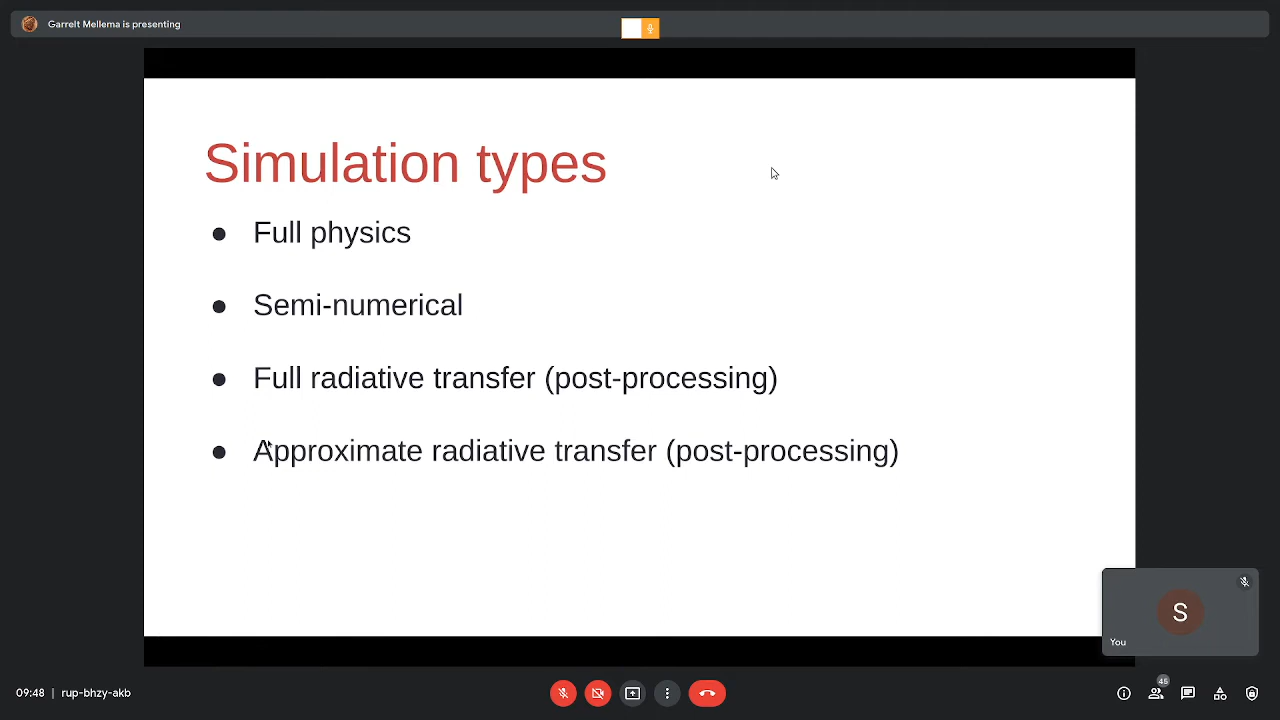 Garrelt Mellema is presenting
Simulation types
● Full physics
● Semi-numerical
● Full radiative transfer (post-processing)
● Approximate radiative transfer (post-processing)
S
You
45
09:48 | rup-bhzy-akb